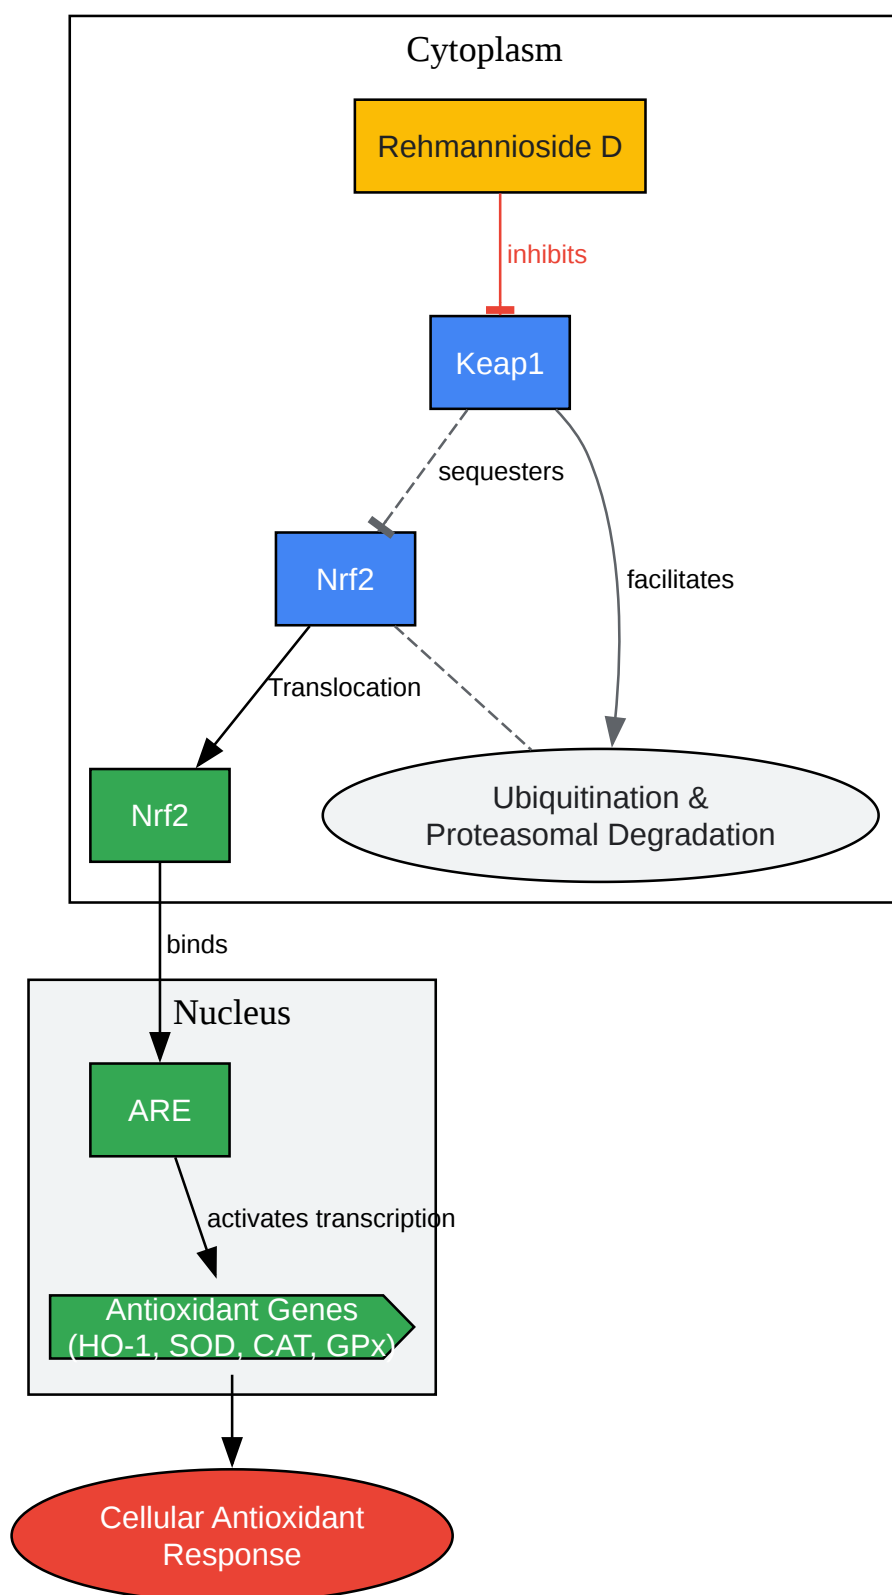 Cytoplasm
Rehmannioside D
inhibits
Keap1
sequesters
Nrf2
facilitates
Translocation
Nrf2
Ubiquitination &
Proteasomal Degradation
binds
Nucleus
ARE
activates transcription
Antioxidant Genes
(HO-1, SOD, CAT, GPx)
Cellular Antioxidant
Response